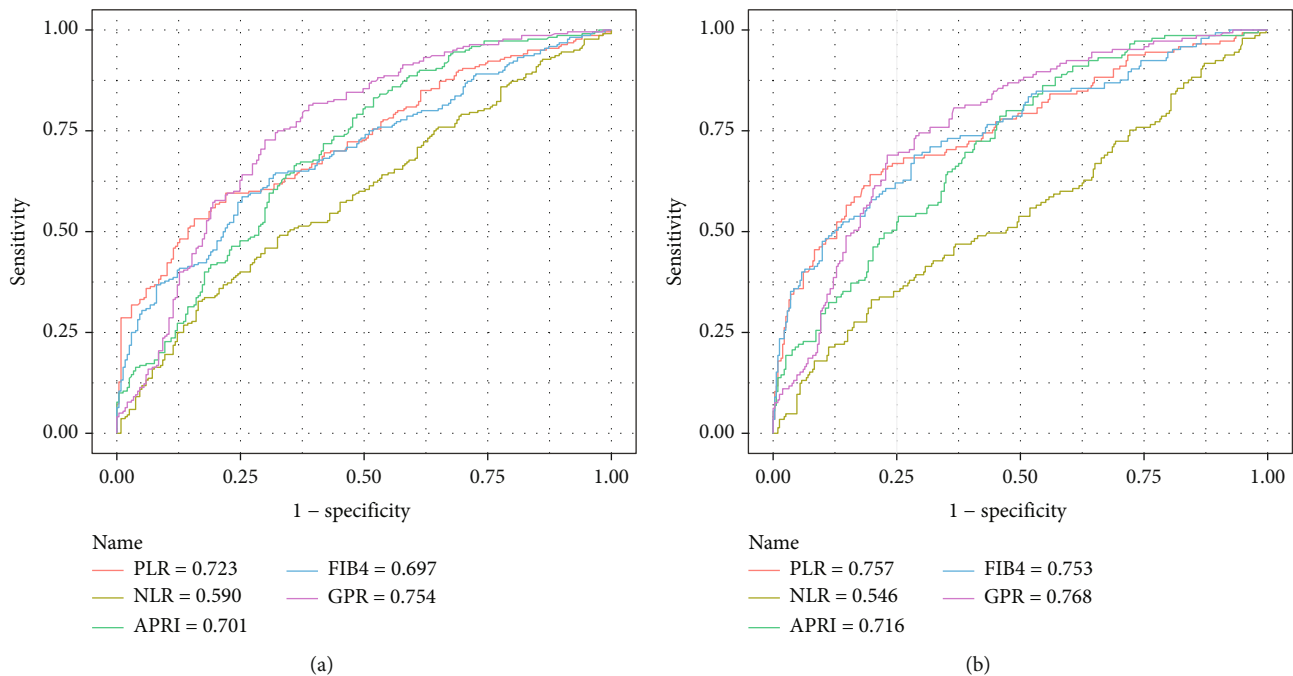 1.00
0.75
0.50
0.25
0.00
Sensitivity
0.00 0.25 0.50 0.75 1.00
1 − specificity
Name
PLR = 0.723 FIB4 = 0.697
NLR = 0.590 GPR = 0.754
APRI = 0.701
(a)
1.00
0.75
0.50
0.25
0.00
Sensitivity
0.00 0.25 0.50 0.75 1.00
1 − specificity
Name
PLR = 0.757 FIB4 = 0.753
NLR = 0.546 GPR = 0.768
APRI = 0.716
(b)